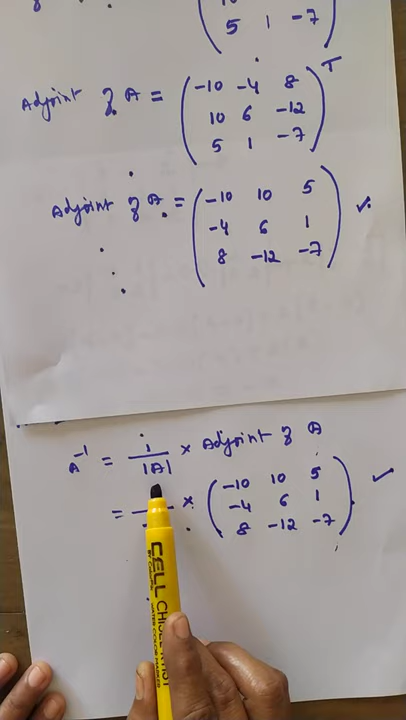 5 1 -7
Adjoint of A = (-10 -4 8)T
10 6 -12
5 1 -7
Adjoint of A = (-10 10 5) ✓
-4 6 1
8 -12 -7
A-1 = 1/|A| × Adjoint of A
= × (-10 10 5) ✓
-4 6 1
8 -12 -7
CELL